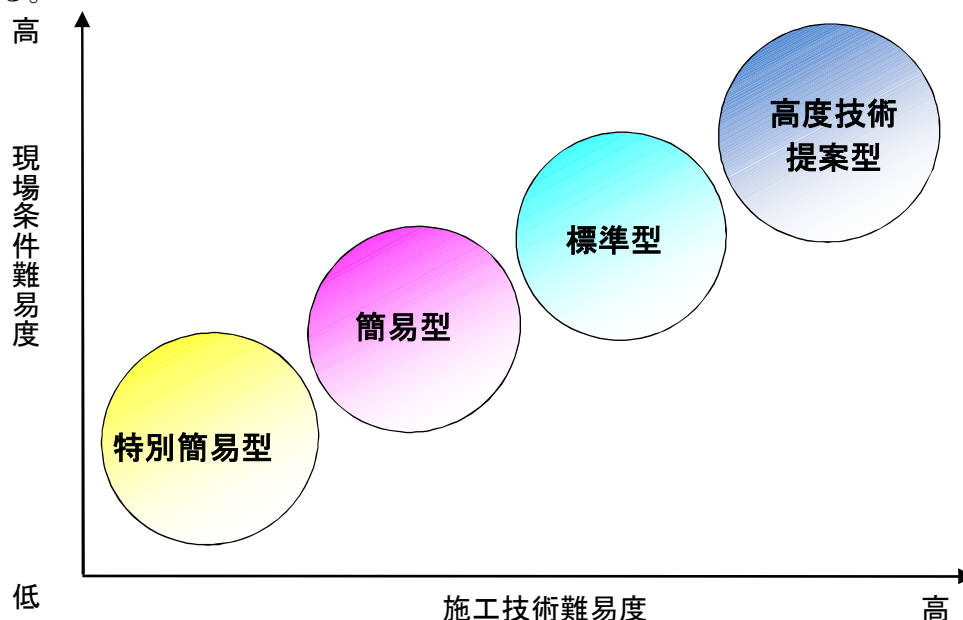 る。
高
現場条件難易度
高度技術
提案型
標準型
簡易型
特別簡易型
低
施工技術難易度
高